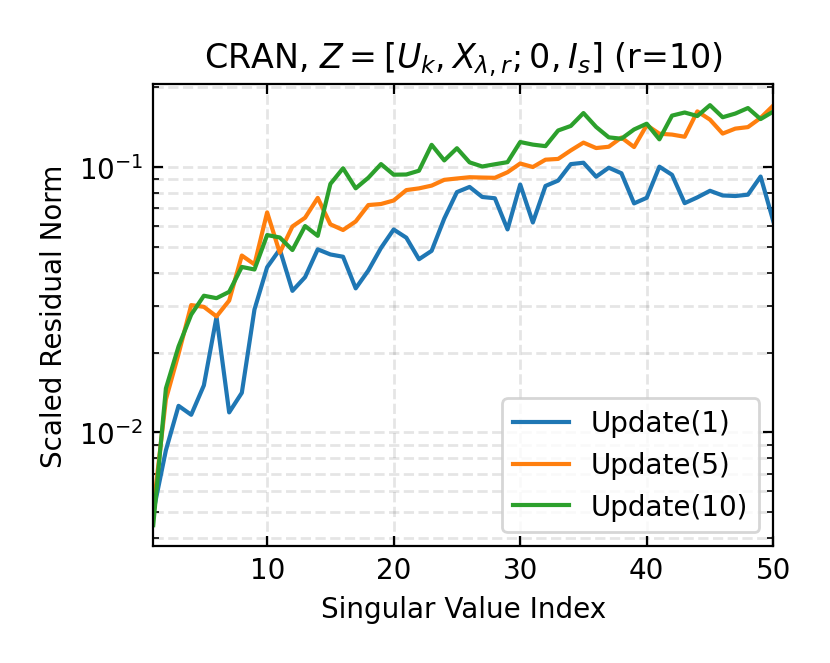 CRAN, $Z = [U_k, X_{\lambda,r}; 0, I_s]$ (r=10)
Scaled Residual Norm
$10^{-1}$
$10^{-2}$
Update(1)
Update(5)
Update(10)
10 20 30 40 50
Singular Value Index